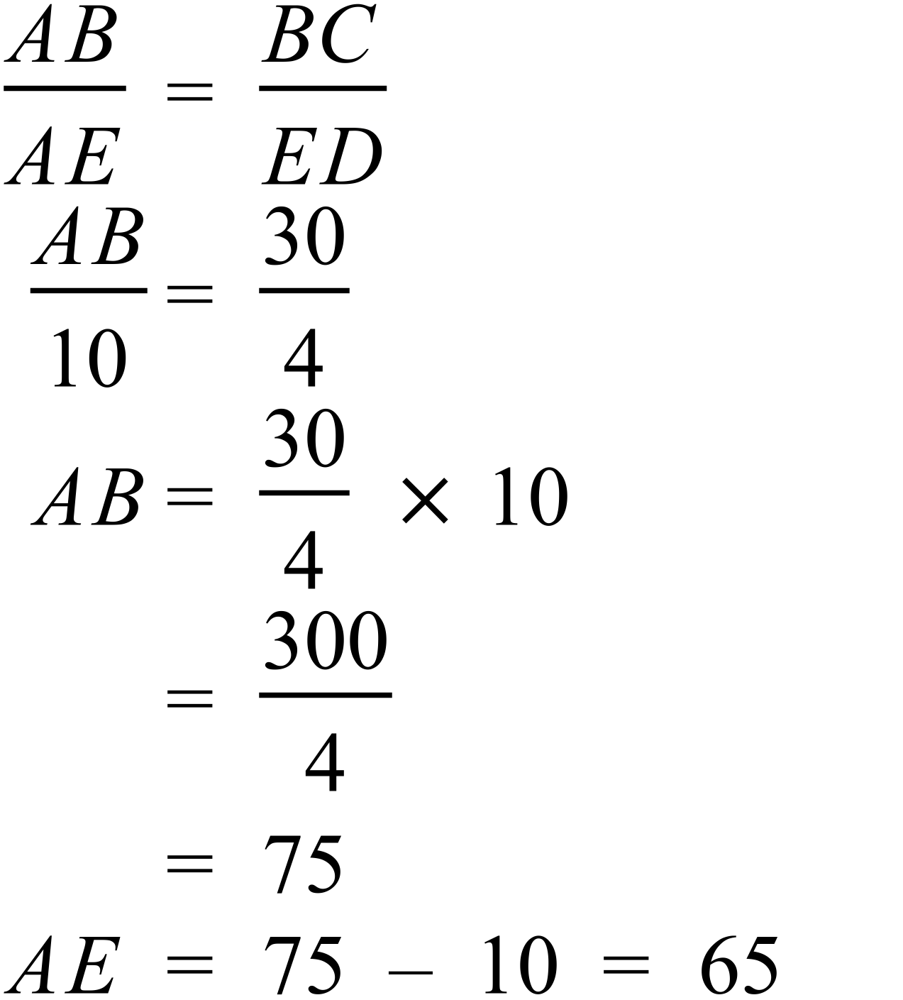 AB/AE = BC/ED
AB/10 = 30/4
AB = 30/4 × 10
= 300/4
= 75
AE = 75 – 10 = 65